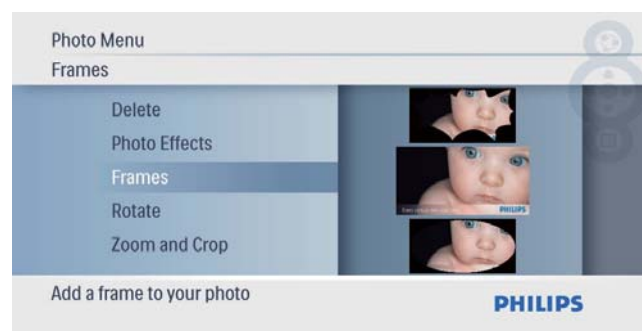 Photo Menu
Frames
Delete
Photo Effects
Frames
Rotate
Zoom and Crop
PHILIPS
Add a frame to your photo
PHILIPS